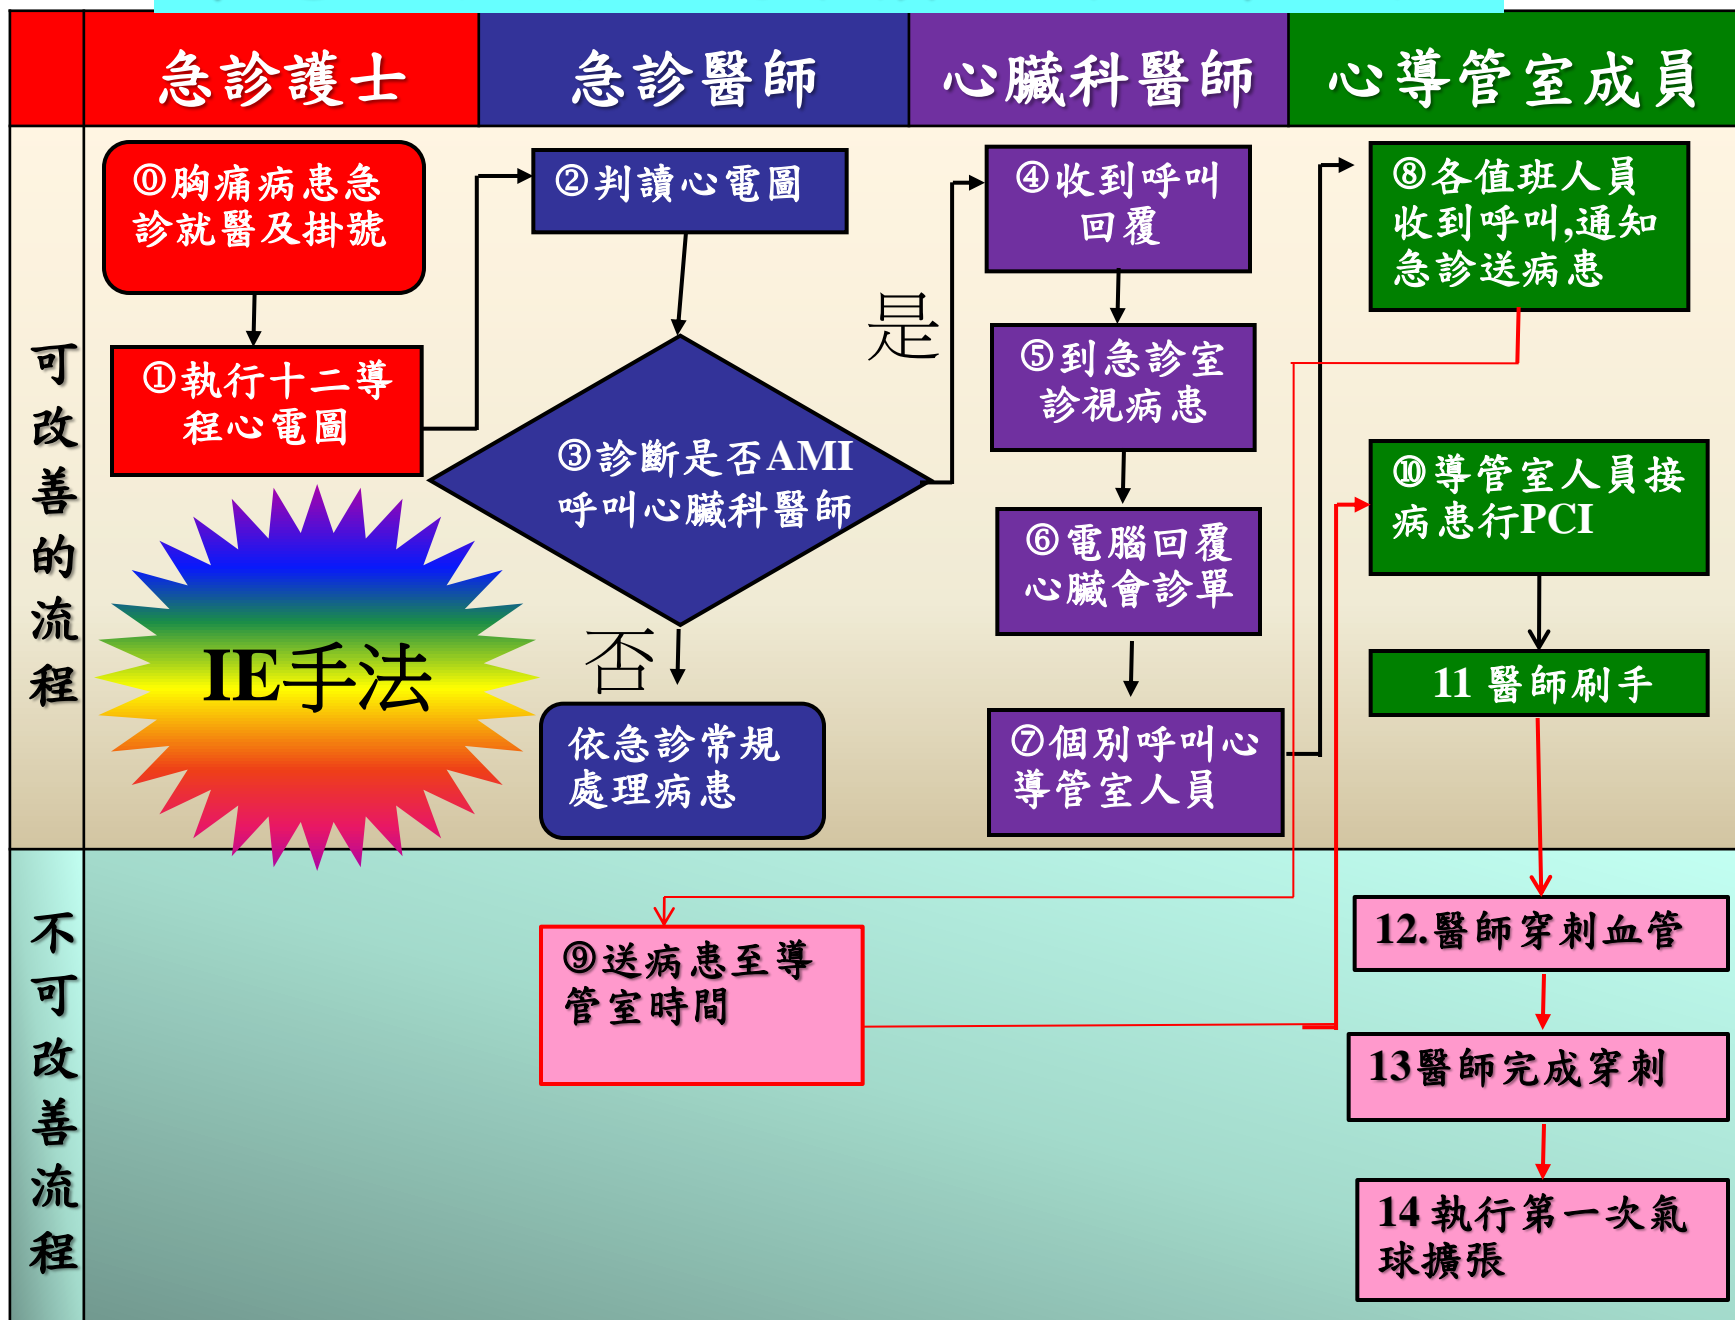 急診護士
急診醫師
心臟科醫師
心導管室成員
可改善的流程
⓪胸痛病患急
診就醫及掛號
①執行十二導
程心電圖
IE手法
②判讀心電圖
③診斷是否AMI
呼叫心臟科醫師
是
否
依急診常規
處理病患
④收到呼叫
回覆
⑤到急診室
診視病患
⑥電腦回覆
心臟會診單
⑦個別呼叫心
導管室人員
⑧各值班人員
收到呼叫,通知
急診送病患
⑩導管室人員接
病患行PCI
11 醫師刷手
不可改善流程
⑨送病患至導
管室時間
12.醫師穿刺血管
13醫師完成穿刺
14 執行第一次氣
球擴張